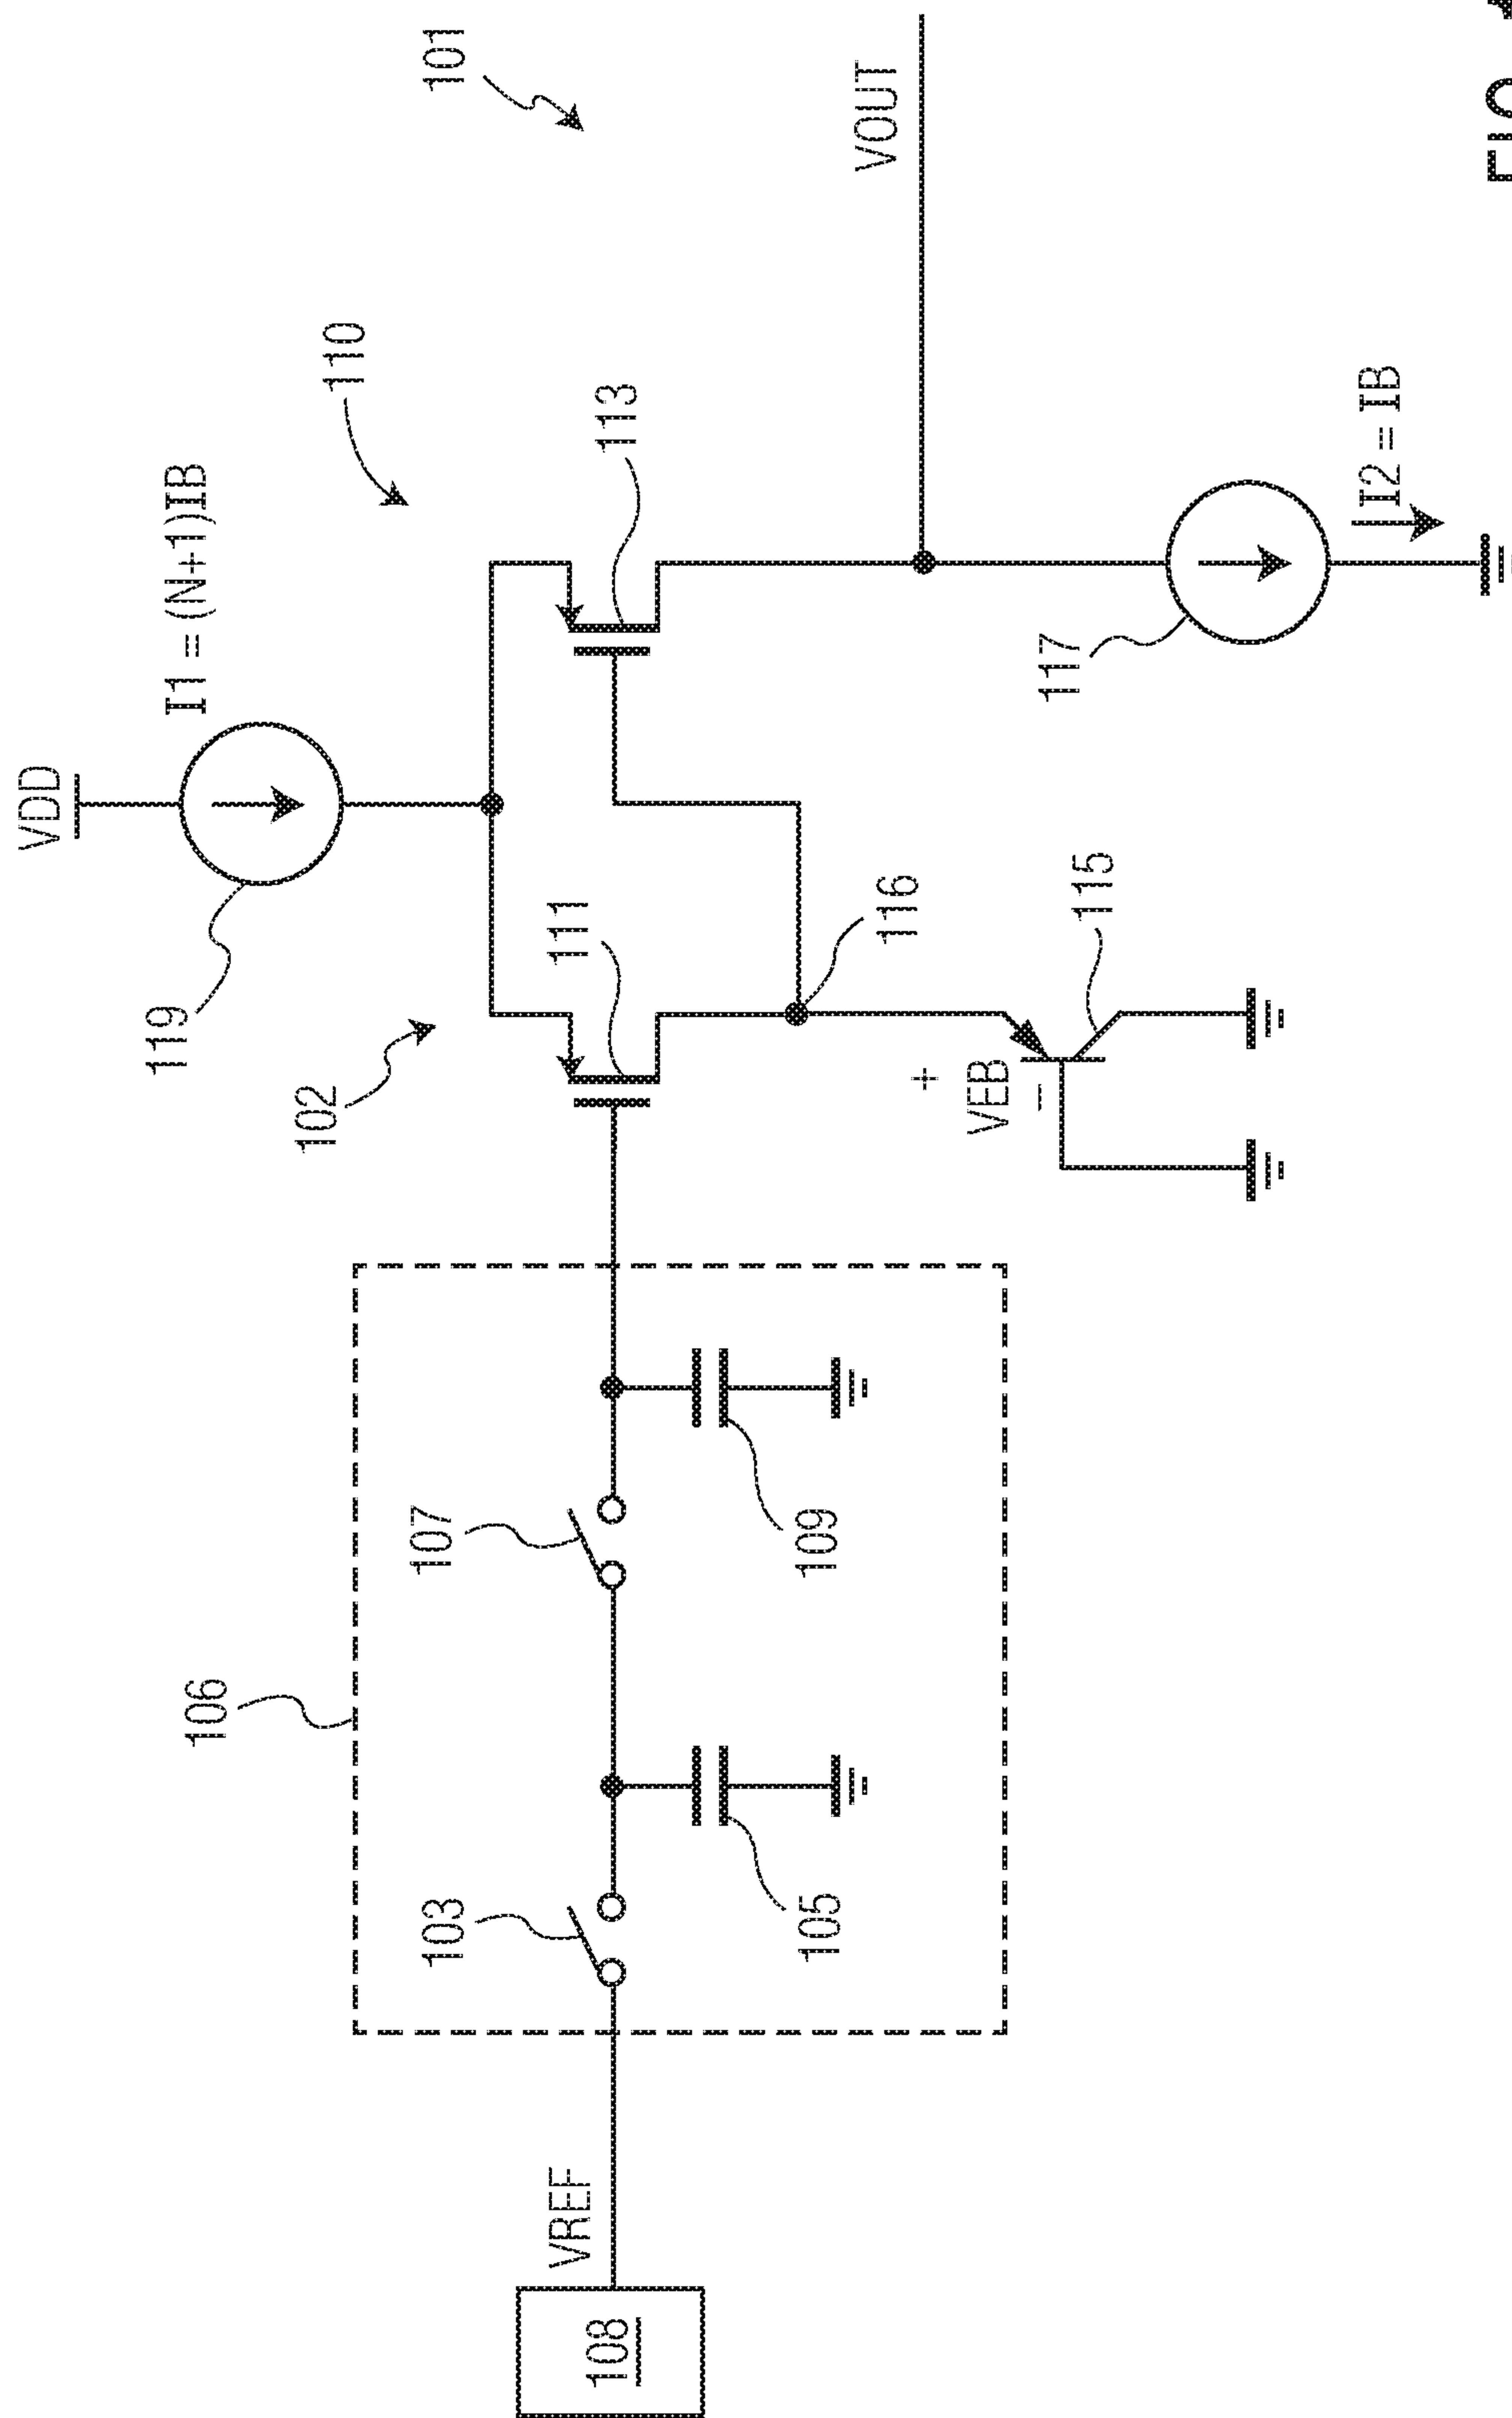 101
VDD
I1 = (N+1)IB
110
119
102
111
113
VOUT
106
107
103
VREF
108
116
109
105
+
VEB
−
115
117
I2 = IB